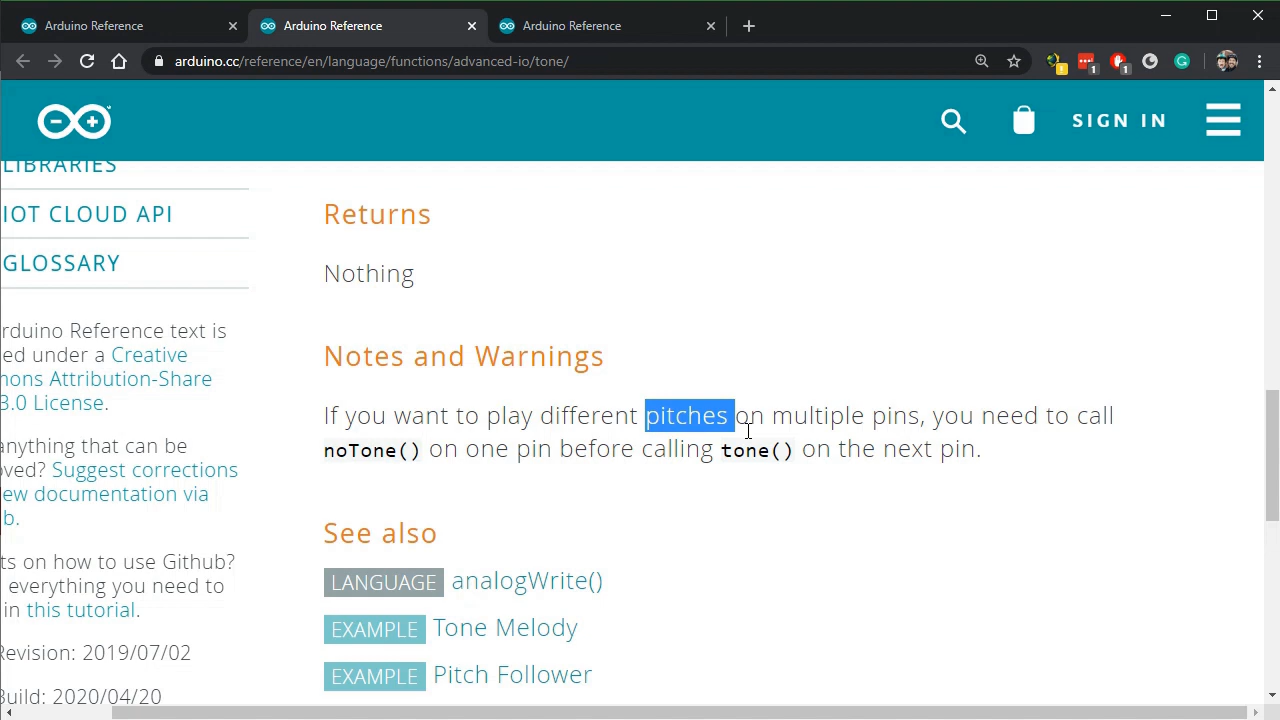 Arduino Reference
Arduino Reference
Arduino Reference
arduino.cc/reference/en/language/functions/advanced-io/tone/
SIGN IN
LIBRARIES
IOT CLOUD API
GLOSSARY
rduino Reference text is
ed under a Creative
mons Attribution-Share
3.0 License.
anything that can be
oved? Suggest corrections
ew documentation via
b.
ts on how to use Github?
everything you need to
in this tutorial.
Revision: 2019/07/02
Build: 2020/04/20
Returns
Nothing
Notes and Warnings
If you want to play different pitches on multiple pins, you need to call
noTone() on one pin before calling tone() on the next pin.
See also
LANGUAGE analogWrite()
EXAMPLE Tone Melody
EXAMPLE Pitch Follower